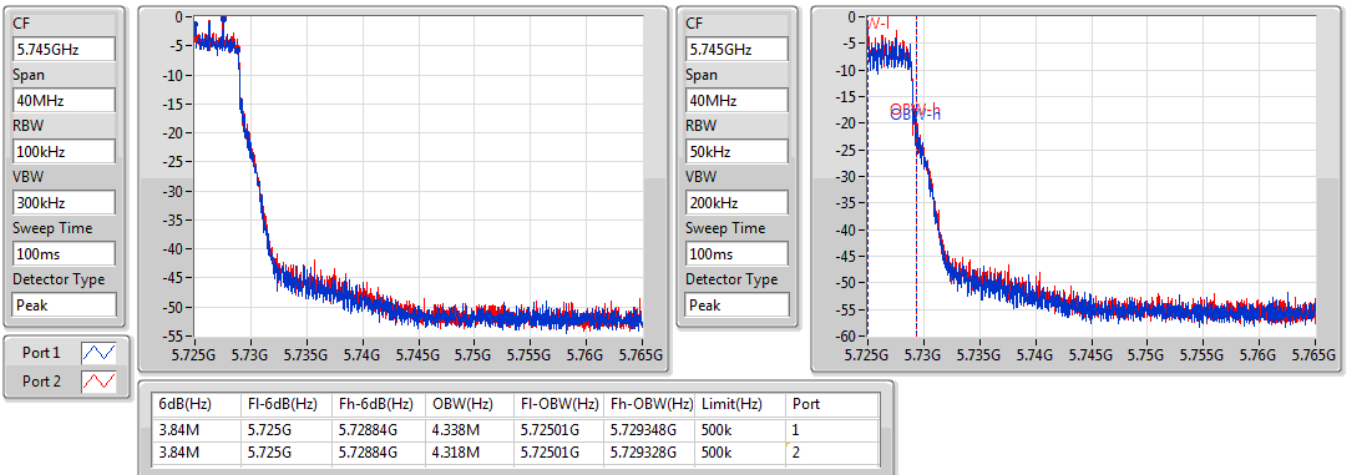 CF
5.745GHz
Span
40MHz
RBW
100kHz
VBW
300kHz
Sweep Time
100ms
Detector Type
Peak
0
-5
-10
-15
-20
-25
-30
-35
-40
-45
-50
-55
5.725G 5.73G 5.735G 5.74G 5.745G 5.75G 5.755G 5.76G 5.765G
CF
5.745GHz
Span
40MHz
RBW
50kHz
VBW
200kHz
Sweep Time
100ms
Detector Type
Peak
W-l
OBW-h
OBW-h
0
-5
-10
-15
-20
-25
-30
-35
-40
-45
-50
-55
-60
5.725G 5.73G 5.735G 5.74G 5.745G 5.75G 5.755G 5.76G 5.765G
Port 1
Port 2
6dB(Hz) Fl-6dB(Hz) Fh-6dB(Hz) OBW(Hz) Fl-OBW(Hz) Fh-OBW(Hz) Limit(Hz) Port
3.84M 5.725G 5.72884G 4.338M 5.72501G 5.729348G 500k 1
3.84M 5.725G 5.72884G 4.318M 5.72501G 5.729328G 500k 2